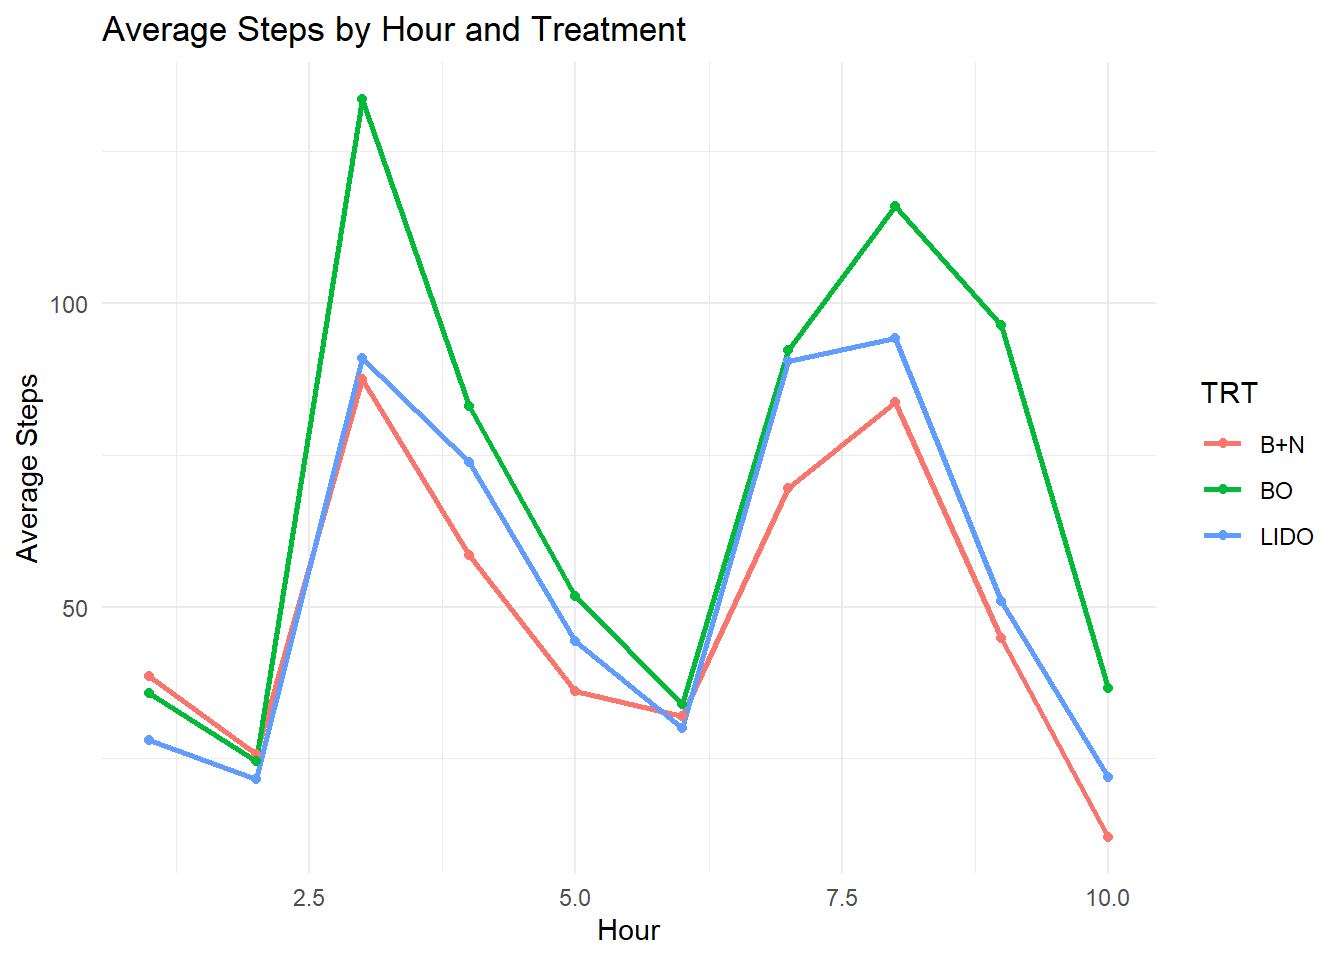 Average Steps by Hour and Treatment
Average Steps
100
50
2.5
5.0
7.5
10.0
Hour
TRT
B+N
BO
LIDO